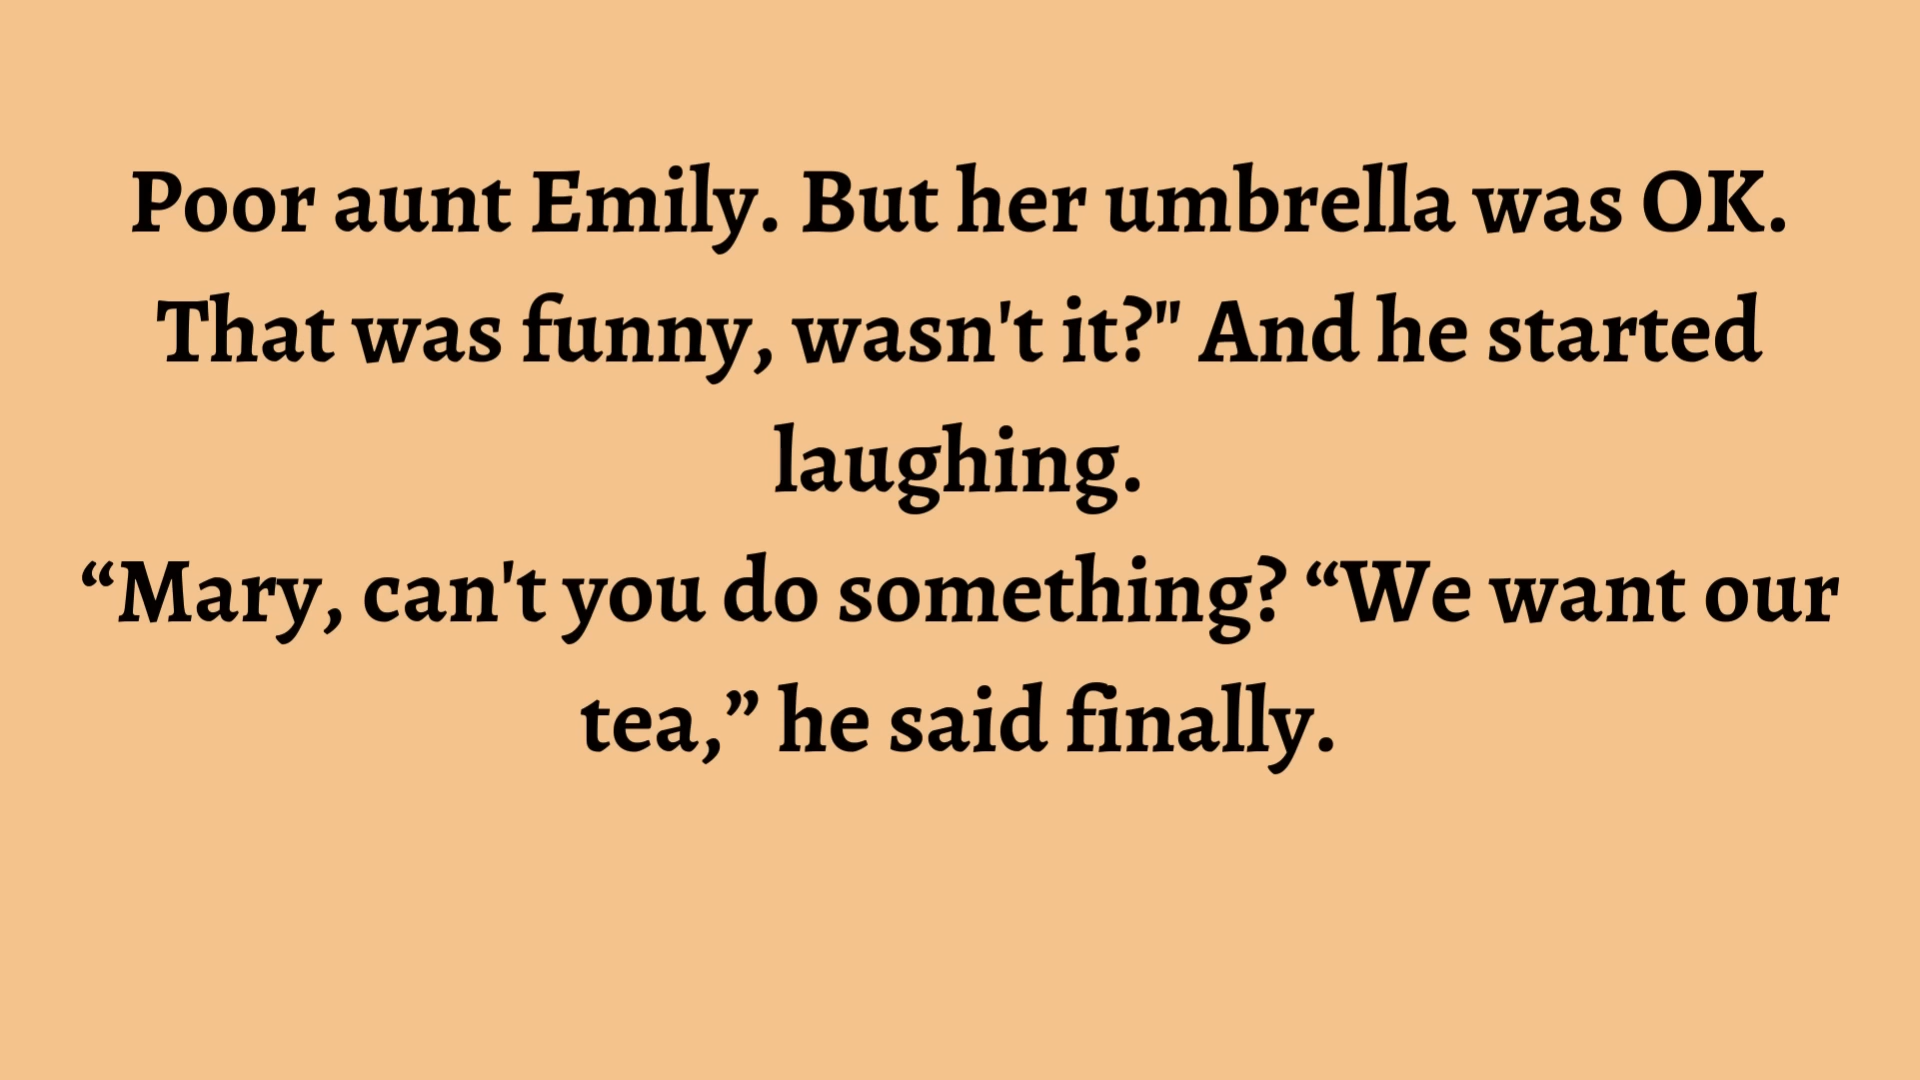 Poor aunt Emily. But her umbrella was OK.
That was funny, wasn't it?" And he started
laughing.
“Mary, can't you do something? “We want our
tea,” he said finally.